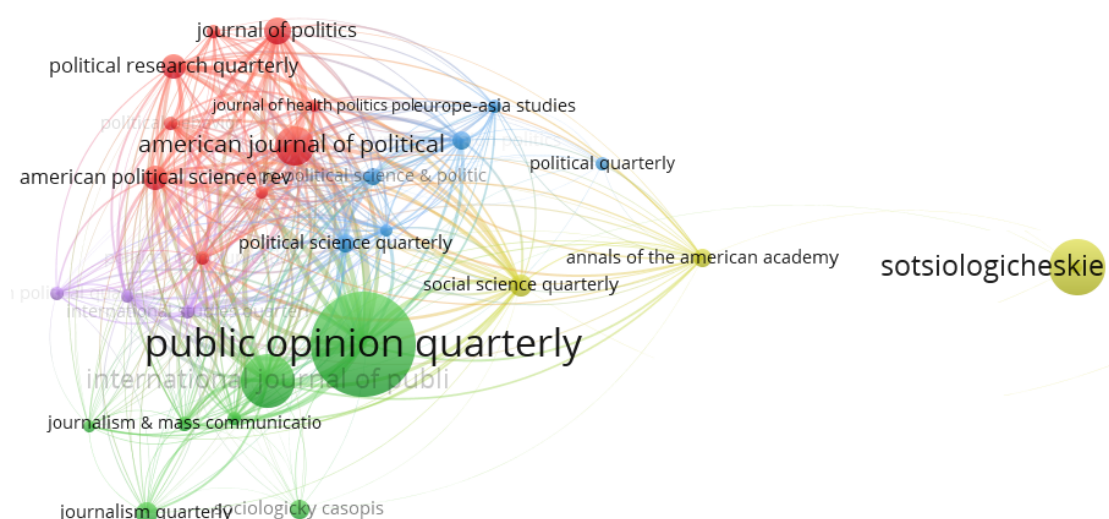 journal of politics
political research quarterly
journal of health politics pol
europe-asia studies
political
american journal of political
political quarterly
american political science rev
political science & politic
political science quarterly
annals of the american academy
sotsiologicheskie
social science quarterly
international studies quarterl
public opinion quarterly
international journal of publi
journalism & mass communicatio
journalism quarterly
sociologicky casopis